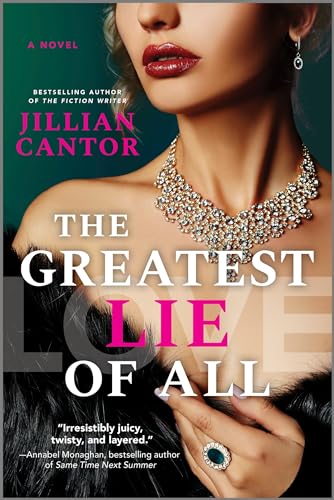 A NOVEL
BESTSELLING AUTHOR
OF THE FICTION WRITER
JILLIAN
CANTOR
THE
GREATEST
LOVE
LIE
OF ALL
“Irresistibly juicy,
twisty, and layered.”
—Annabel Monaghan, bestselling author
of Same Time Next Summer